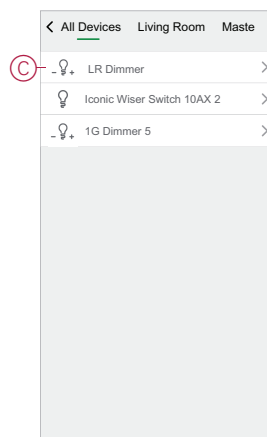 All Devices Living Room Maste
C LR Dimmer
Iconic Wiser Switch 10AX 2
1G Dimmer 5